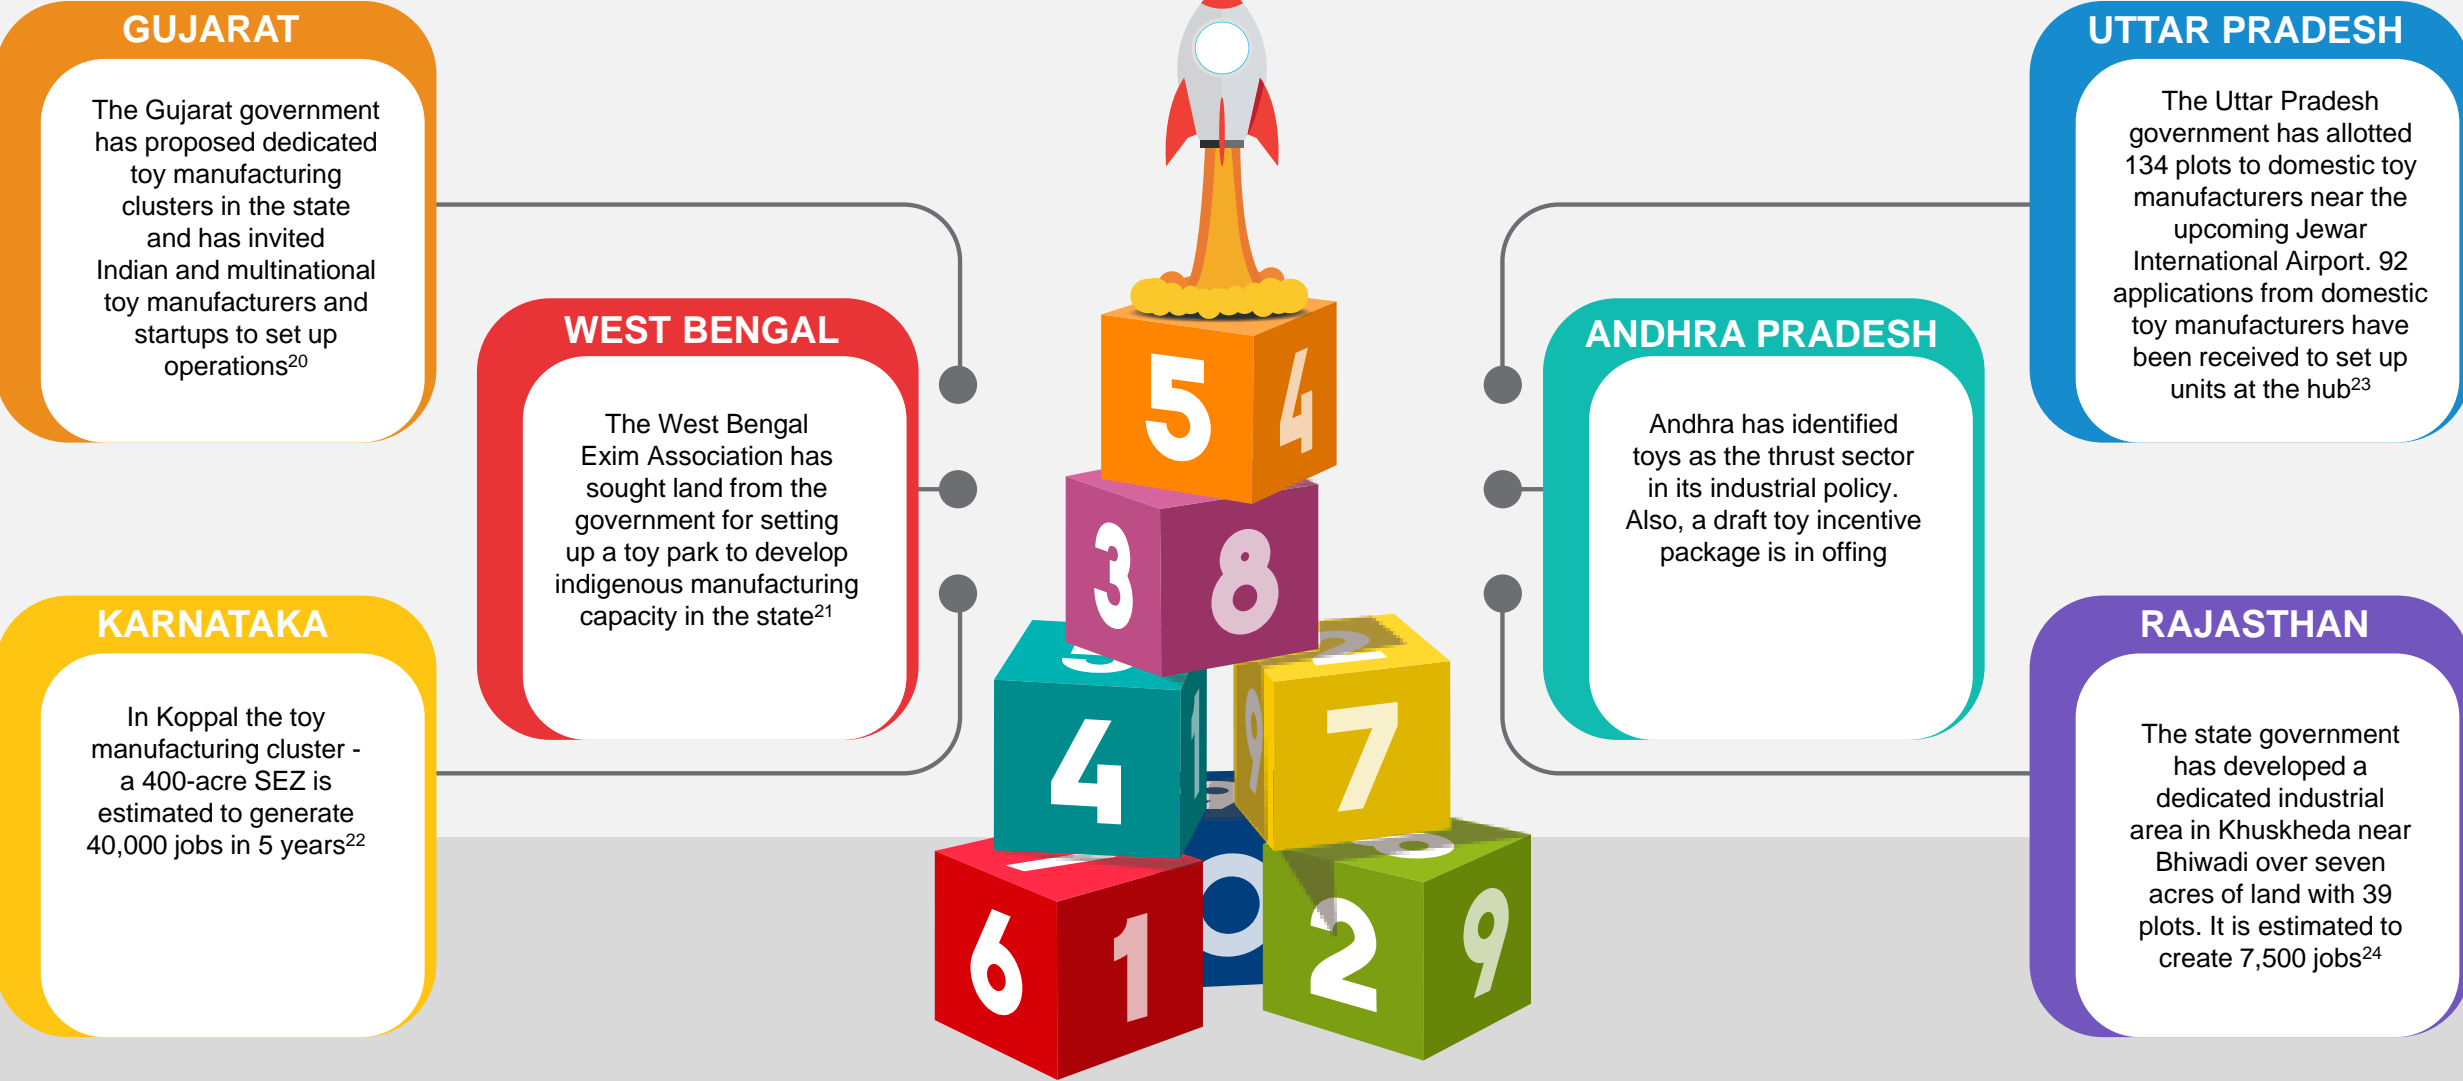 GUJARAT
The Gujarat government
has proposed dedicated
toy manufacturing
clusters in the state
and has invited
Indian and multinational
toy manufacturers and
startups to set up
operations20
WEST BENGAL
The West Bengal
Exim Association has
sought land from the
government for setting
up a toy park to develop
indigenous manufacturing
capacity in the state21
KARNATAKA
In Koppal the toy
manufacturing cluster -
a 400-acre SEZ is
estimated to generate
40,000 jobs in 5 years22
5 4
3 8
4 1
9 7
6 1
2 9
UTTAR PRADESH
The Uttar Pradesh
government has allotted
134 plots to domestic toy
manufacturers near the
upcoming Jewar
International Airport. 92
applications from domestic
toy manufacturers have
been received to set up
units at the hub23
ANDHRA PRADESH
Andhra has identified
toys as the thrust sector
in its industrial policy.
Also, a draft toy incentive
package is in offing
RAJASTHAN
The state government
has developed a
dedicated industrial
area in Khuskheda near
Bhiwadi over seven
acres of land with 39
plots. It is estimated to
create 7,500 jobs24